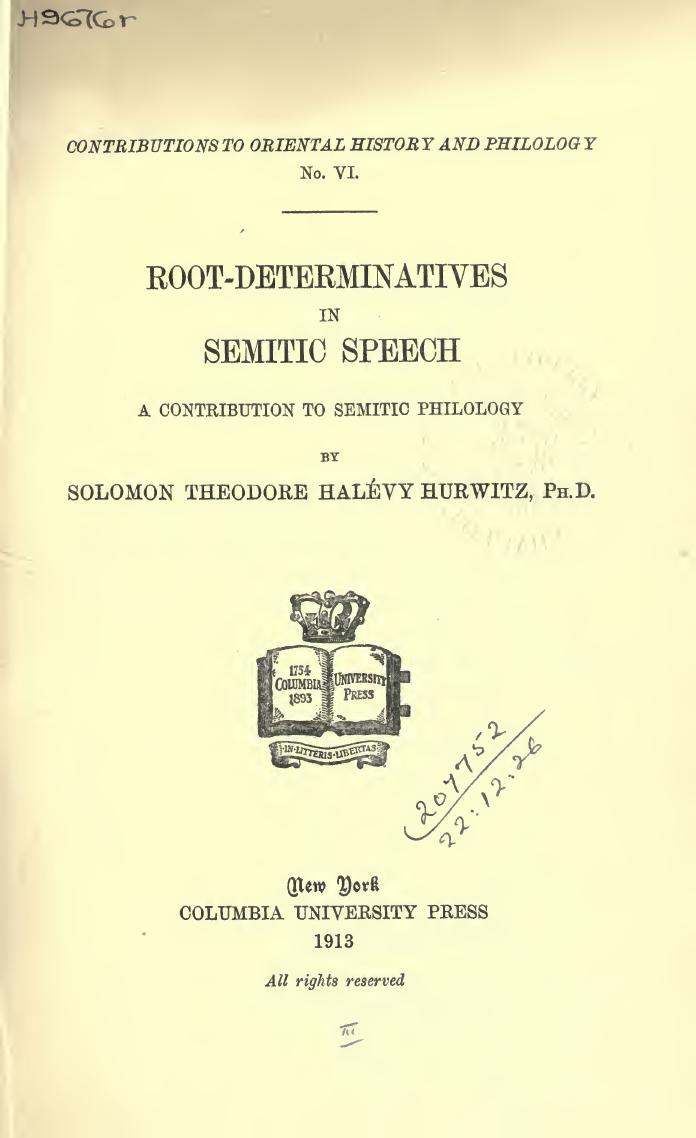 H9676r
CONTRIBUTIONS TO ORIENTAL HISTORY AND PHILOLOGY
No. VI.
ROOT-DETERMINATIVES
IN
SEMITIC SPEECH
A CONTRIBUTION TO SEMITIC PHILOLOGY
BY
SOLOMON THEODORE HALÉVY HURWITZ, PH.D.
1754
COLUMBIA
1893
UNIVERSITY
PRESS
IN·LITTERIS·LIBERTAS
207752
22:12:26
New York
COLUMBIA UNIVERSITY PRESS
1913
All rights reserved
III